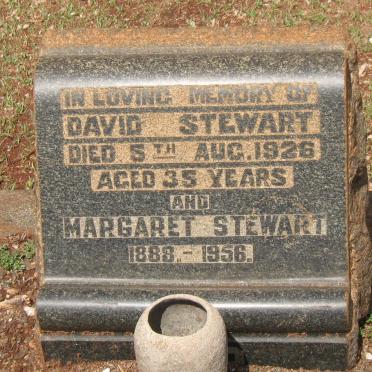 IN LOVING MEMORY OF
DAVID STEWART
DIED 5TH AUG. 1926
AGED 35 YEARS
AND
MARGARET STEWART
1888. - 1956.